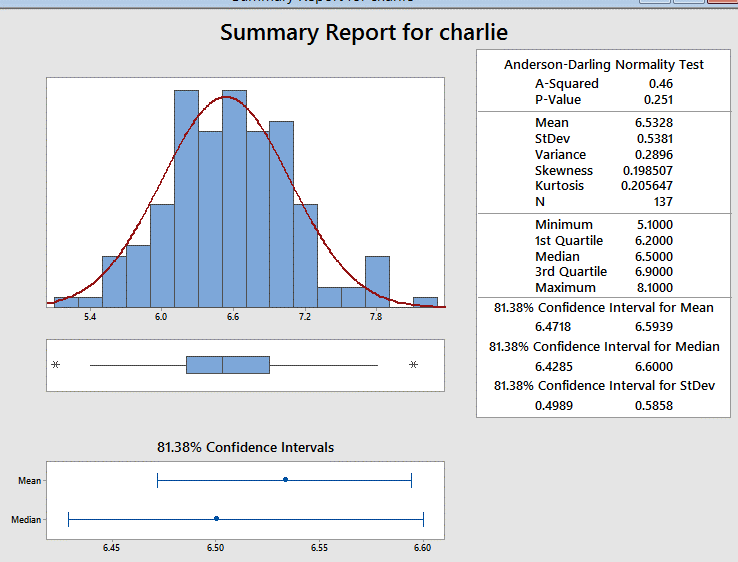 Summary Report for charlie
Summary Report for charlie
5.4 6.0 6.6 7.2 7.8
Anderson-Darling Normality Test
A-Squared 0.46
P-Value 0.251
Mean 6.5328
StDev 0.5381
Variance 0.2896
Skewness 0.198507
Kurtosis 0.205647
N 137
Minimum 5.1000
1st Quartile 6.2000
Median 6.5000
3rd Quartile 6.9000
Maximum 8.1000
81.38% Confidence Interval for Mean
6.4718 6.5939
81.38% Confidence Interval for Median
6.4285 6.6000
81.38% Confidence Interval for StDev
0.4989 0.5858
81.38% Confidence Intervals
Mean
Median
6.45 6.50 6.55 6.60